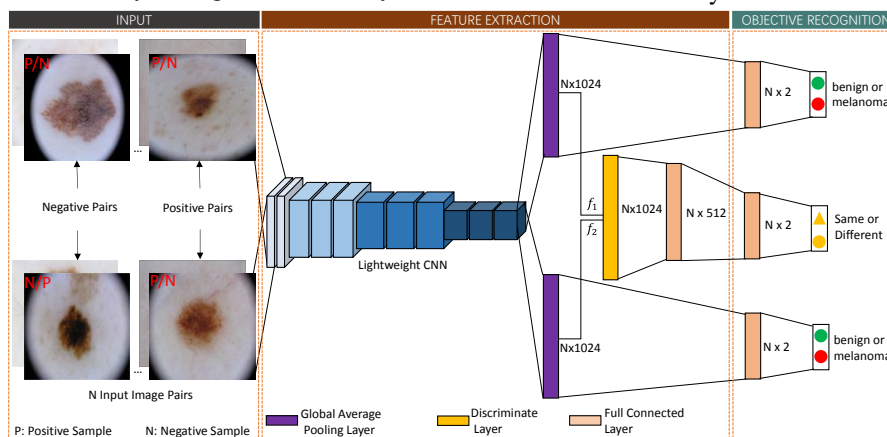 INPUT
FEATURE EXTRACTION
OBJECTIVE RECOGNITION
P/N
P/N
...
Negative Pairs
Positive Pairs
N/P
P/N
...
N Input Image Pairs
P: Positive Sample
N: Negative Sample
Lightweight CNN
Nx1024
f1
f2
Nx1024
N x 512
Nx1024
N x 2
benign or
melanoma
N x 2
Same or
Different
N x 2
benign or
melanoma
Global Average
Pooling Layer
Discriminate
Layer
Full Connected
Layer